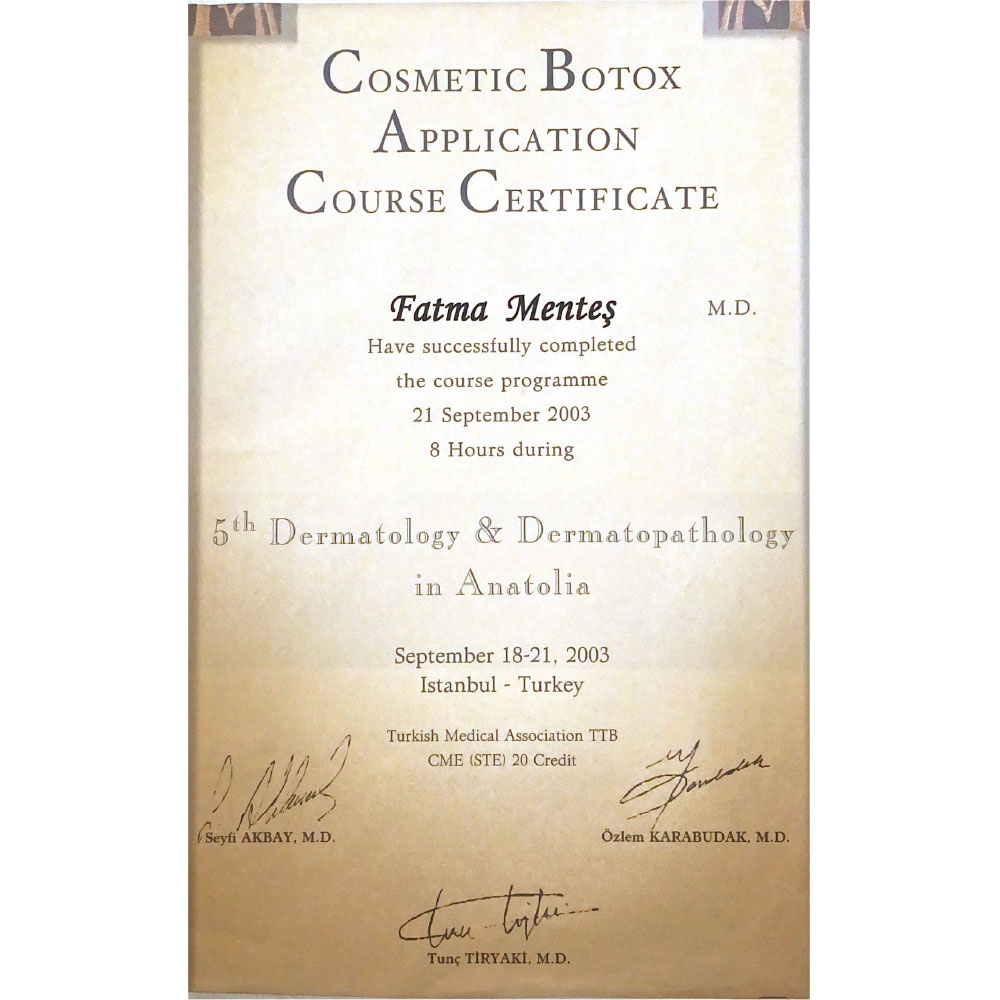 COSMETIC BOTOX
APPLICATION
COURSE CERTIFICATE
Fatma Menteş M.D.
Have successfully completed
the course programme
21 September 2003
8 Hours during
5th Dermatology & Dermatopathology
in Anatolia
September 18-21, 2003
Istanbul - Turkey
Turkish Medical Association TTB
CME (STE) 20 Credit
Seyfi AKBAY, M.D.
Özlem KARABUDAK, M.D.
Tunç TİRYAKİ, M.D.